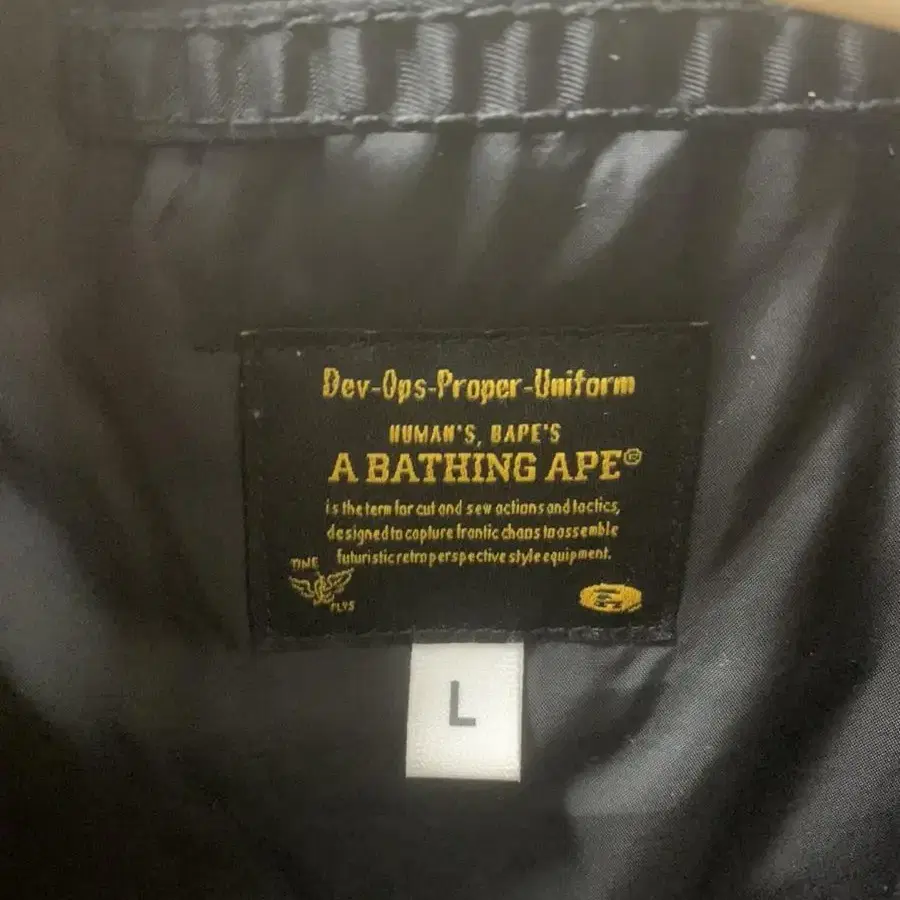 Dev-Ops-Proper-Uniform
HUMAN'S, BAPE'S
A BATHING APE®
is the term for cut and sew actions and tactics,
designed to capture frantic chaos to assemble
futuristic retro perspective style equipment.
TIME
FLYS
L